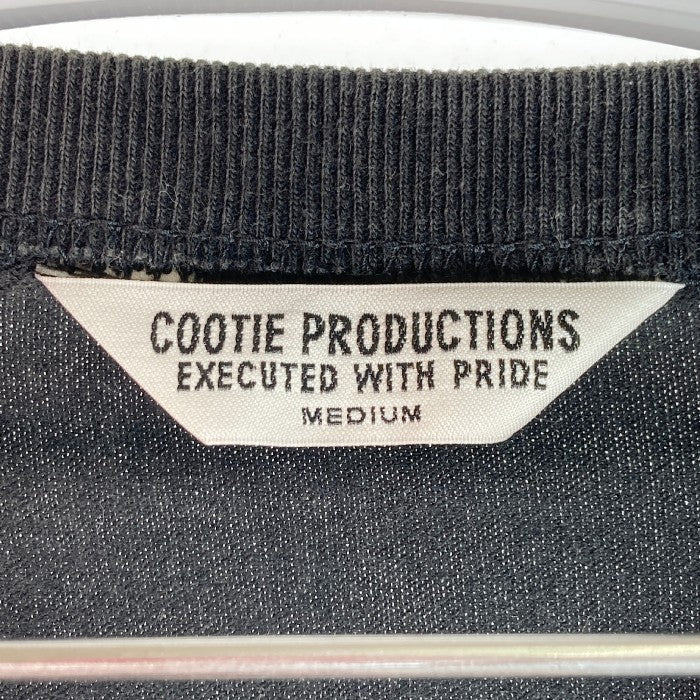 COOTIE PRODUCTIONS
EXECUTED WITH PRIDE
MEDIUM